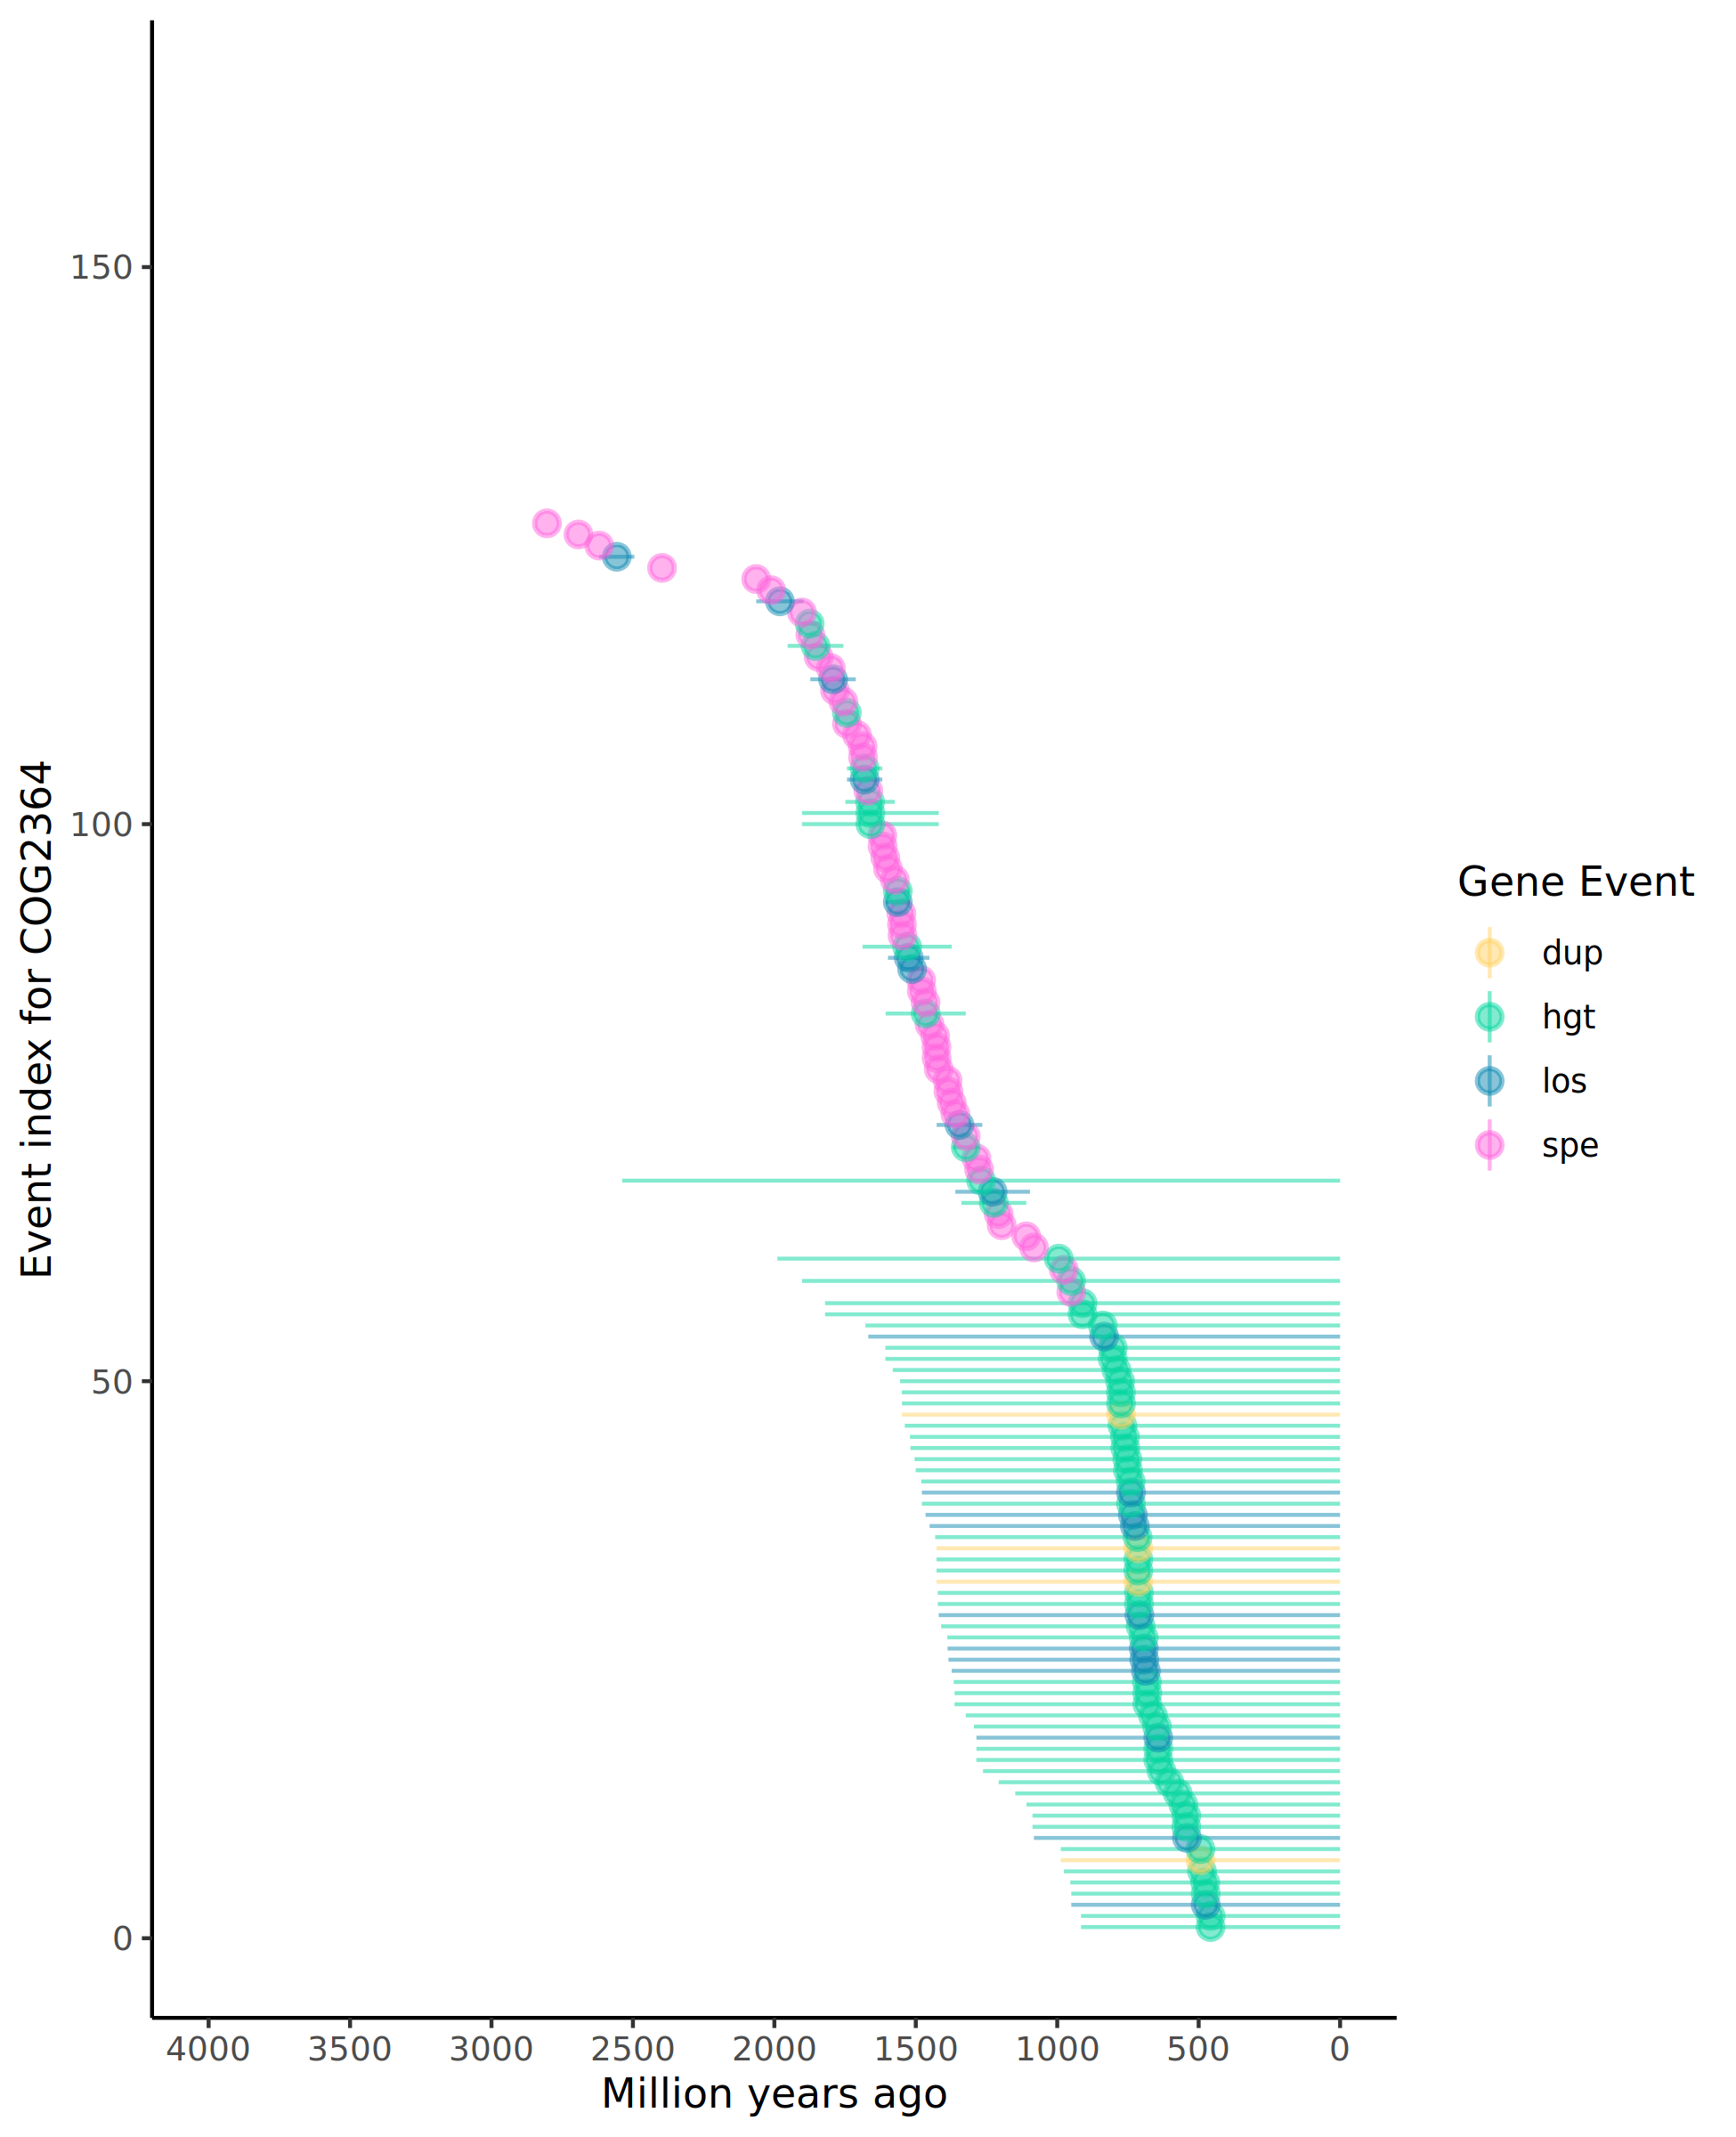 Event index for COG2364
150
100
50
0
4000 3500 3000 2500 2000 1500 1000 500 0
Million years ago
Gene Event
dup
hgt
los
spe